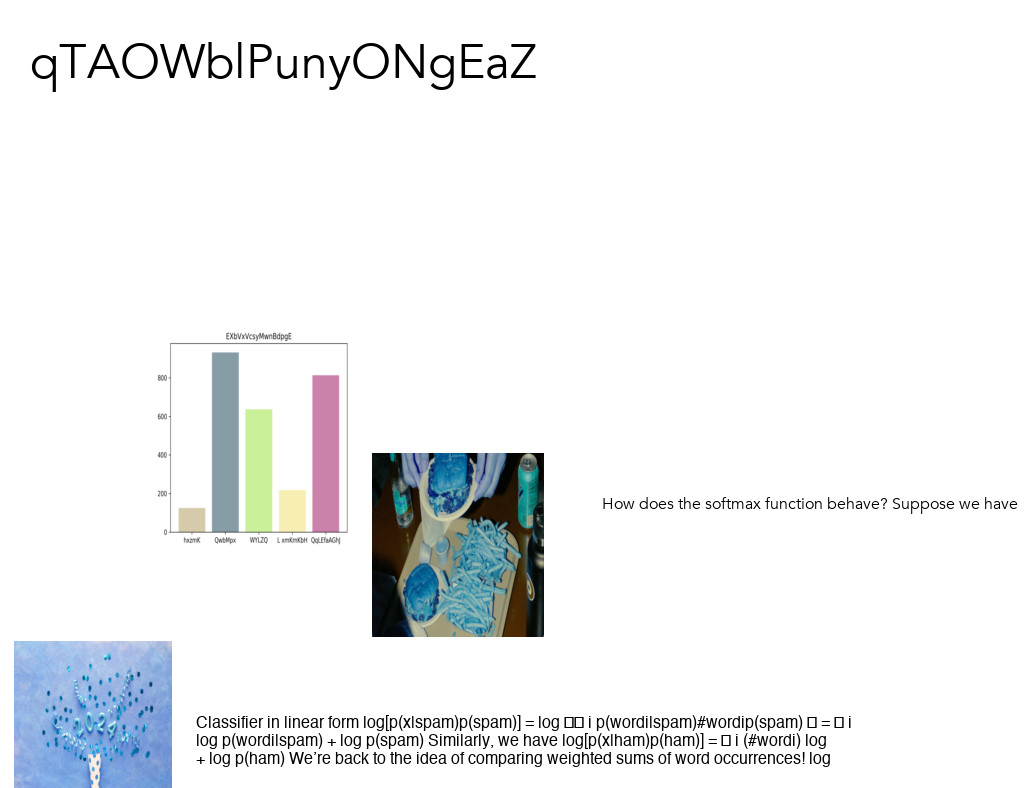 qTAOWblPunyONgEaZ
EXbVxVcsyMwnBdpgE
800
600
400
200
0
hxzmK QwbMpx WYLZQ L xmKmKbH QqLEfaAGhJ
How does the softmax function behave? Suppose we have
2024
Classifier in linear form log[p(x|spam)p(spam)] = log □□ i p(wordi|spam)#wordip(spam) □ = □ i
log p(wordi|spam) + log p(spam) Similarly, we have log[p(x|ham)p(ham)] = □ i (#wordi) log
+ log p(ham) We’re back to the idea of comparing weighted sums of word occurrences! log